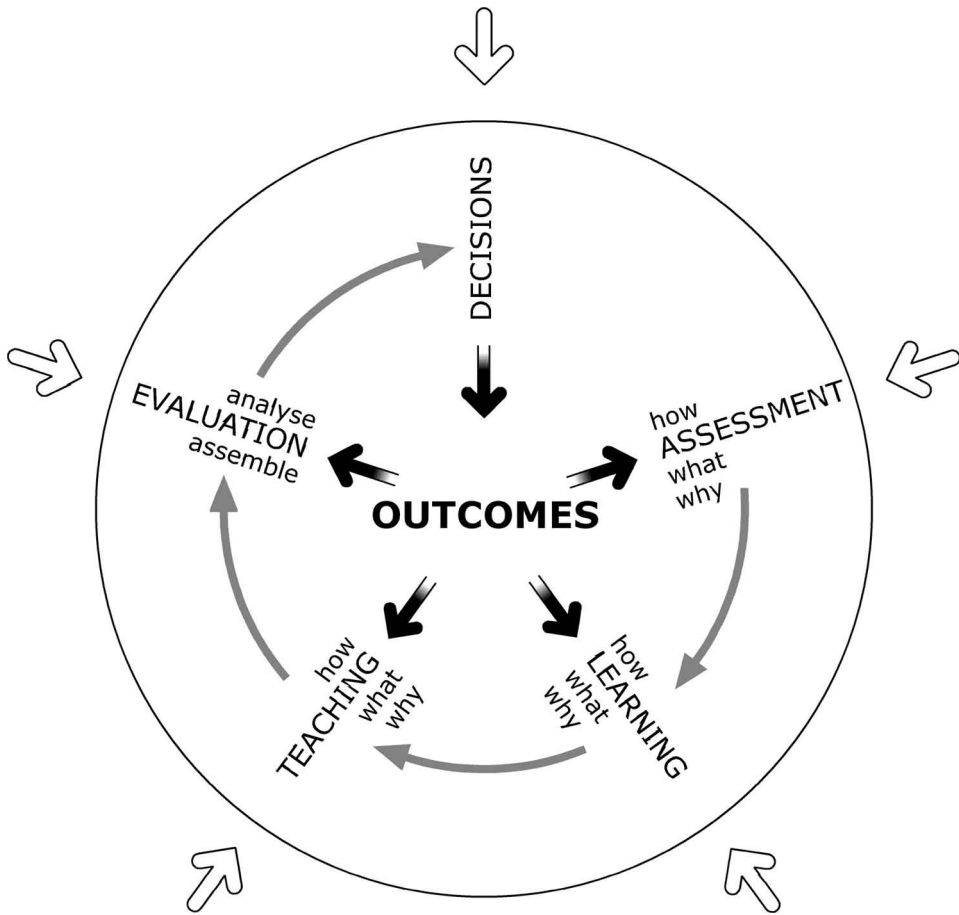 DECISIONS
how
ASSESSMENT
what
why
how
LEARNING
what
why
how
TEACHING
what
why
analyse
EVALUATION
assemble
OUTCOMES